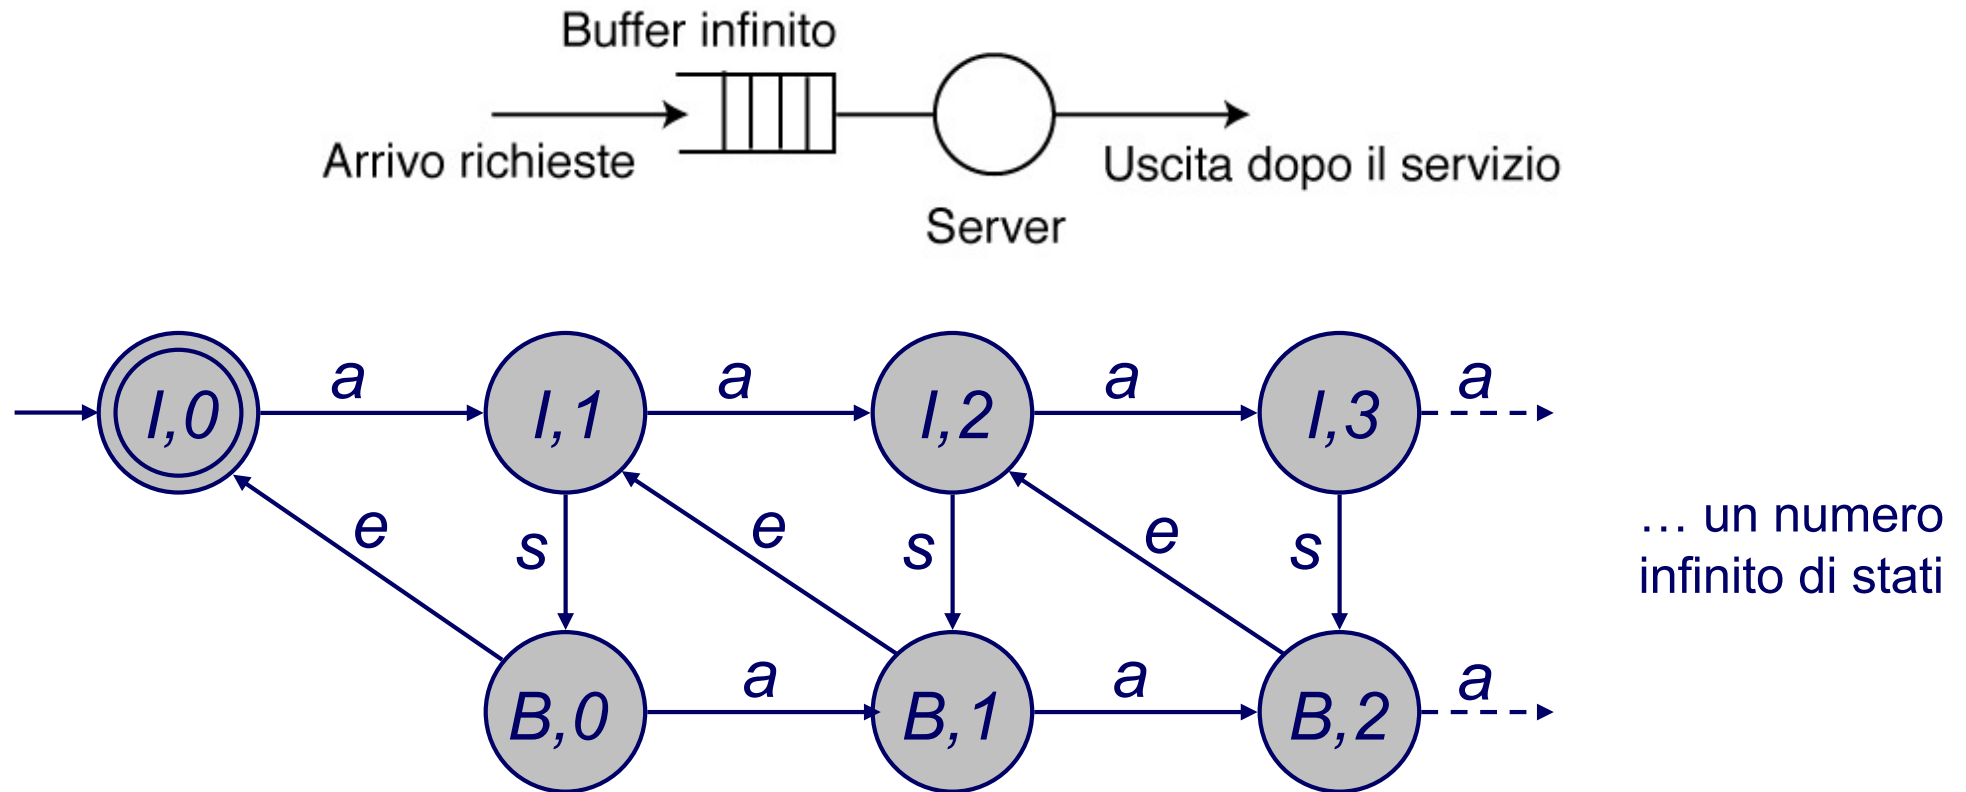 Buffer infinito
Arrivo richieste
Uscita dopo il servizio
Server
a a a a
I,0 I,1 I,2 I,3
e s e s e s
… un numero
infinito di stati
a a a
B,0 B,1 B,2